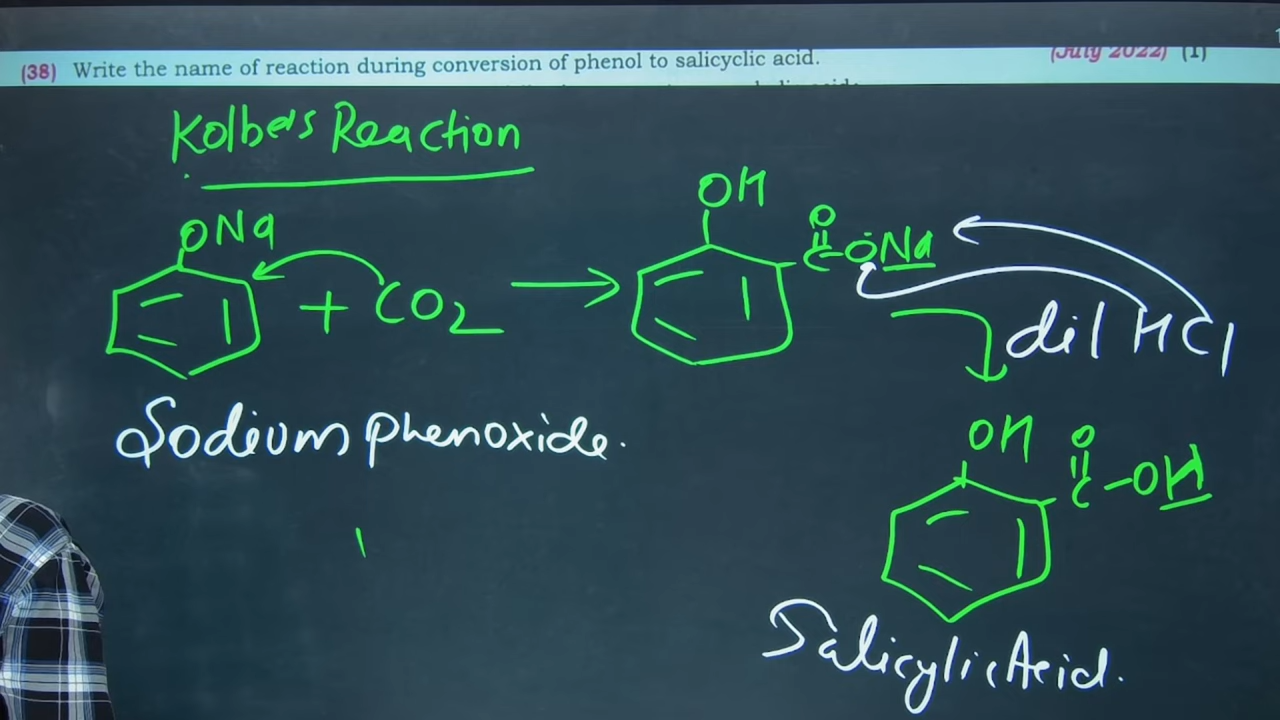 (38) Write the name of reaction during conversion of phenol to salicyclic acid. (July 2022) (1)
Kolbe's Reaction
ONa + CO2 → OH C O ONa
dil HCl
Sodium phenoxide.
OH C O -OH
Salicylic Acid.